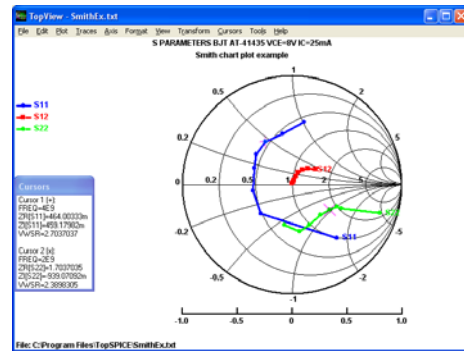 TopView - SmithEx.txt
File Edit Plot Traces Axis Format View Transform Cursors Tools Help
S PARAMETERS BJT AT-41435 VCE=8V IC=25mA
Smith chart plot example
S11
S12
S22
1
0.5
2
0.2
5
0
0.2
0.5
1
2
5
S12
S22
S11
-0.2
-5
-0.5
-2
-1
Cursors
Cursor 1 [+]:
FREQ=4E9
ZR[S11]=464.00333m
ZI[S11]=459.17982m
VWSR=2.7037037
Cursor 2 [x]:
FREQ=2E9
ZR[S22]=1.7037035
ZI[S22]=-939.07092m
VWSR=2.3898305
-1.0 -0.5 0.0 0.5 1.0
File: C:\Program Files\TopSPICE\SmithEx.txt